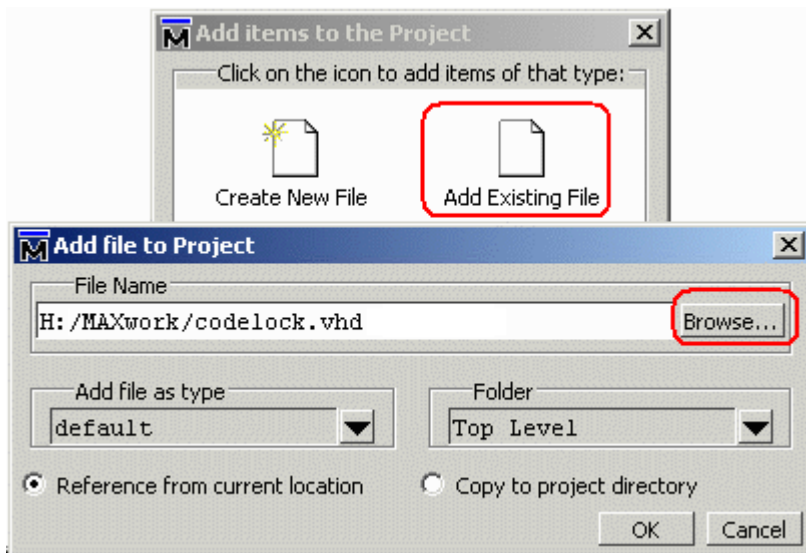 Add items to the Project
Click on the icon to add items of that type:
Create New File Add Existing File
Add file to Project
File Name
H:/MAXwork/codelock.vhd Browse...
Add file as type Folder
default Top Level
Reference from current location Copy to project directory
OK Cancel